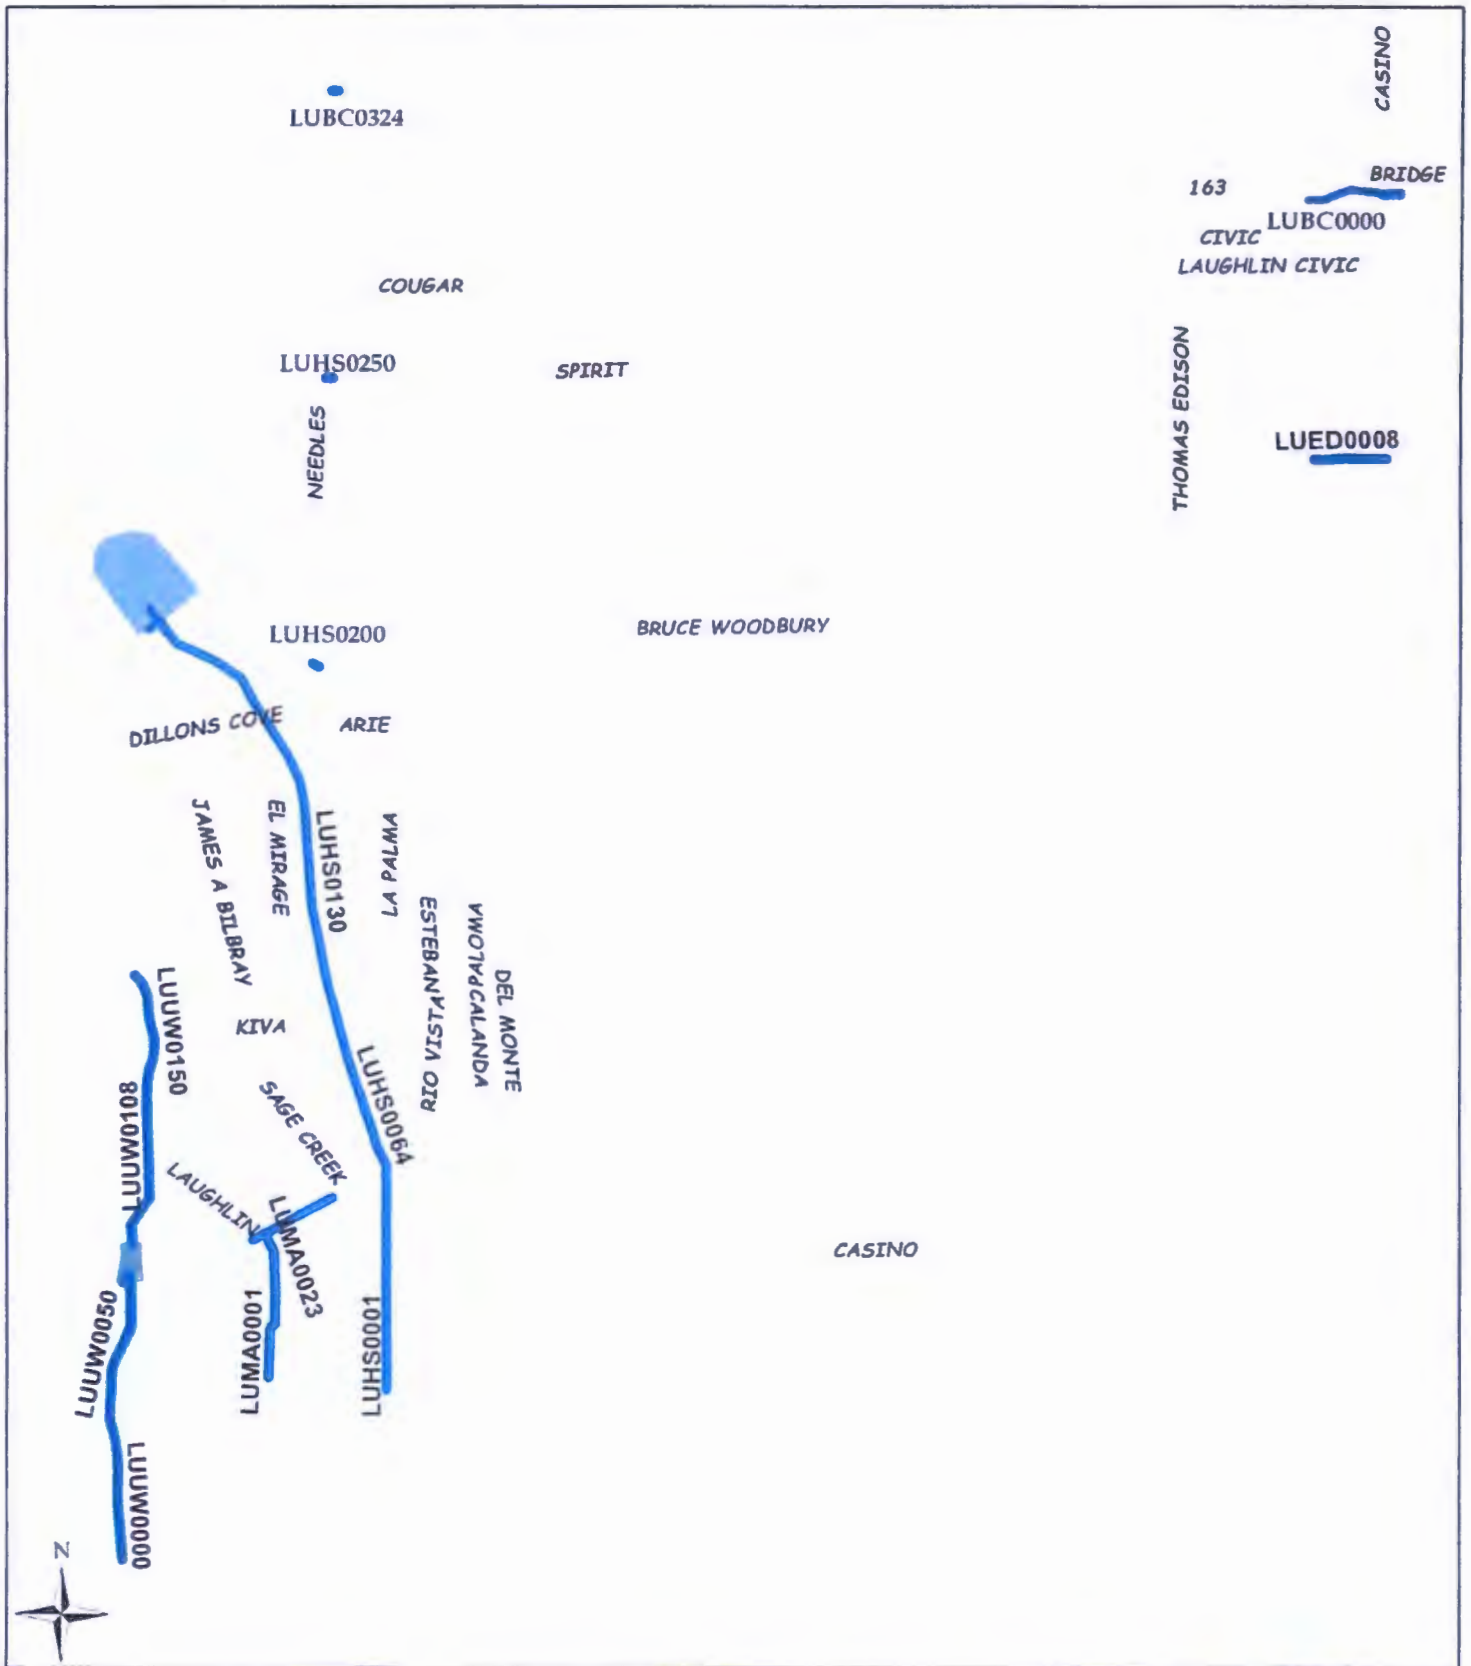 CASINO
LUBC0324
BRIDGE
163
LUBC0000
CIVIC
LAUGHLIN CIVIC
COUGAR
LUHS0250
SPIRIT
NEEDLES
THOMAS EDISON
LUED0008
LUHS0200
BRUCE WOODBURY
DILLONS COVE
ARIE
JAMES A BILBRAY
EL MIRAGE
LUHS0130
LA PALMA
ESTEBAN
RIO VISTA
PALOMA
CALANDA
DEL MONTE
LUUW0150
KIVA
LUHS0064
LUUW0108
SAGE CREEK
LAUGHLIN
LUMA0023
CASINO
LUUW0050
LUMA0001
LUHS0001
LUUW0000
N